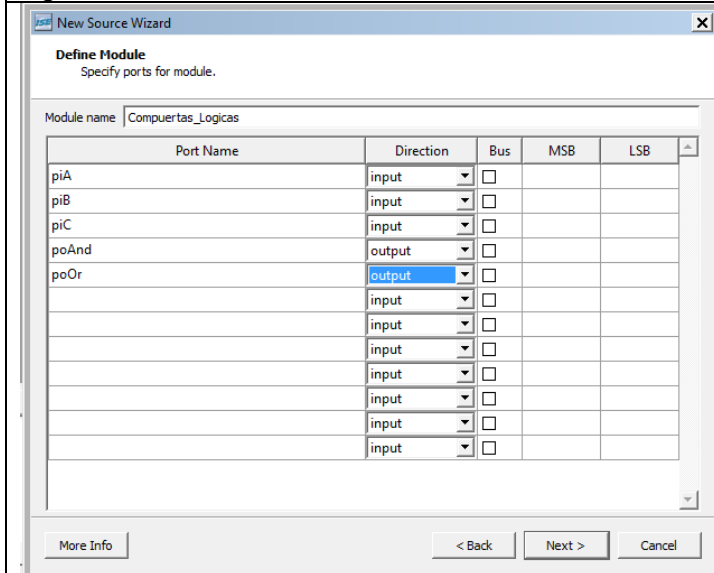 ISE New Source Wizard
Define Module
Specify ports for module.
Module name Compuertas_Logicas
Port Name Direction Bus MSB LSB
piA input
piB input
piC input
poAnd output
poOr output
input
input
input
input
input
input
input
More Info < Back Next > Cancel